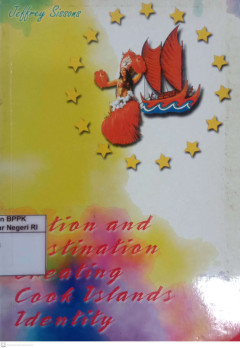 Jeffrey Sissons
n BPPK
ar Negeri RI
ation and
stination
Creating
Cook Islands
Identity